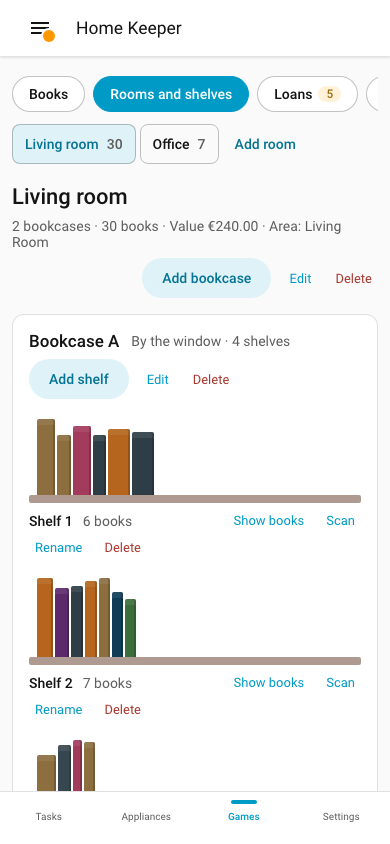 Home Keeper
Books
Rooms and shelves
Loans 5
Living room 30
Office 7
Add room
Living room
2 bookcases · 30 books · Value €240.00 · Area: Living
Room
Add bookcase
Edit
Delete
Bookcase A By the window · 4 shelves
Add shelf
Edit
Delete
Shelf 1 6 books
Show books
Scan
Rename
Delete
Shelf 2 7 books
Show books
Scan
Rename
Delete
Tasks
Appliances
Games
Settings